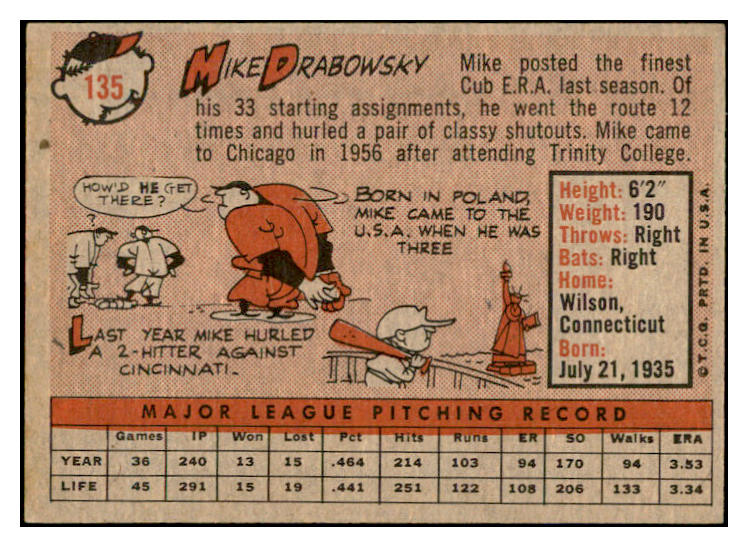 135
MIKE DRABOWSKY
Mike posted the finest
Cub E.R.A. last season. Of
his 33 starting assignments, he went the route 12
times and hurled a pair of classy shutouts. Mike came
to Chicago in 1956 after attending Trinity College.
HOW'D HE GET
THERE?
?
BORN IN POLAND,
MIKE CAME TO THE
U.S.A. WHEN HE WAS
THREE
LAST YEAR MIKE HURLED
A 2-HITTER AGAINST
CINCINNATI.
Height: 6'2"
Weight: 190
Throws: Right
Bats: Right
Home:
Wilson,
Connecticut
Born:
July 21, 1935
© T.C.G. PRTD. IN U.S.A.
MAJOR LEAGUE PITCHING RECORD
Games IP Won Lost Pct Hits Runs ER SO Walks ERA
YEAR 36 240 13 15 .464 214 103 94 170 94 3.53
LIFE 45 291 15 19 .441 251 122 108 206 133 3.34